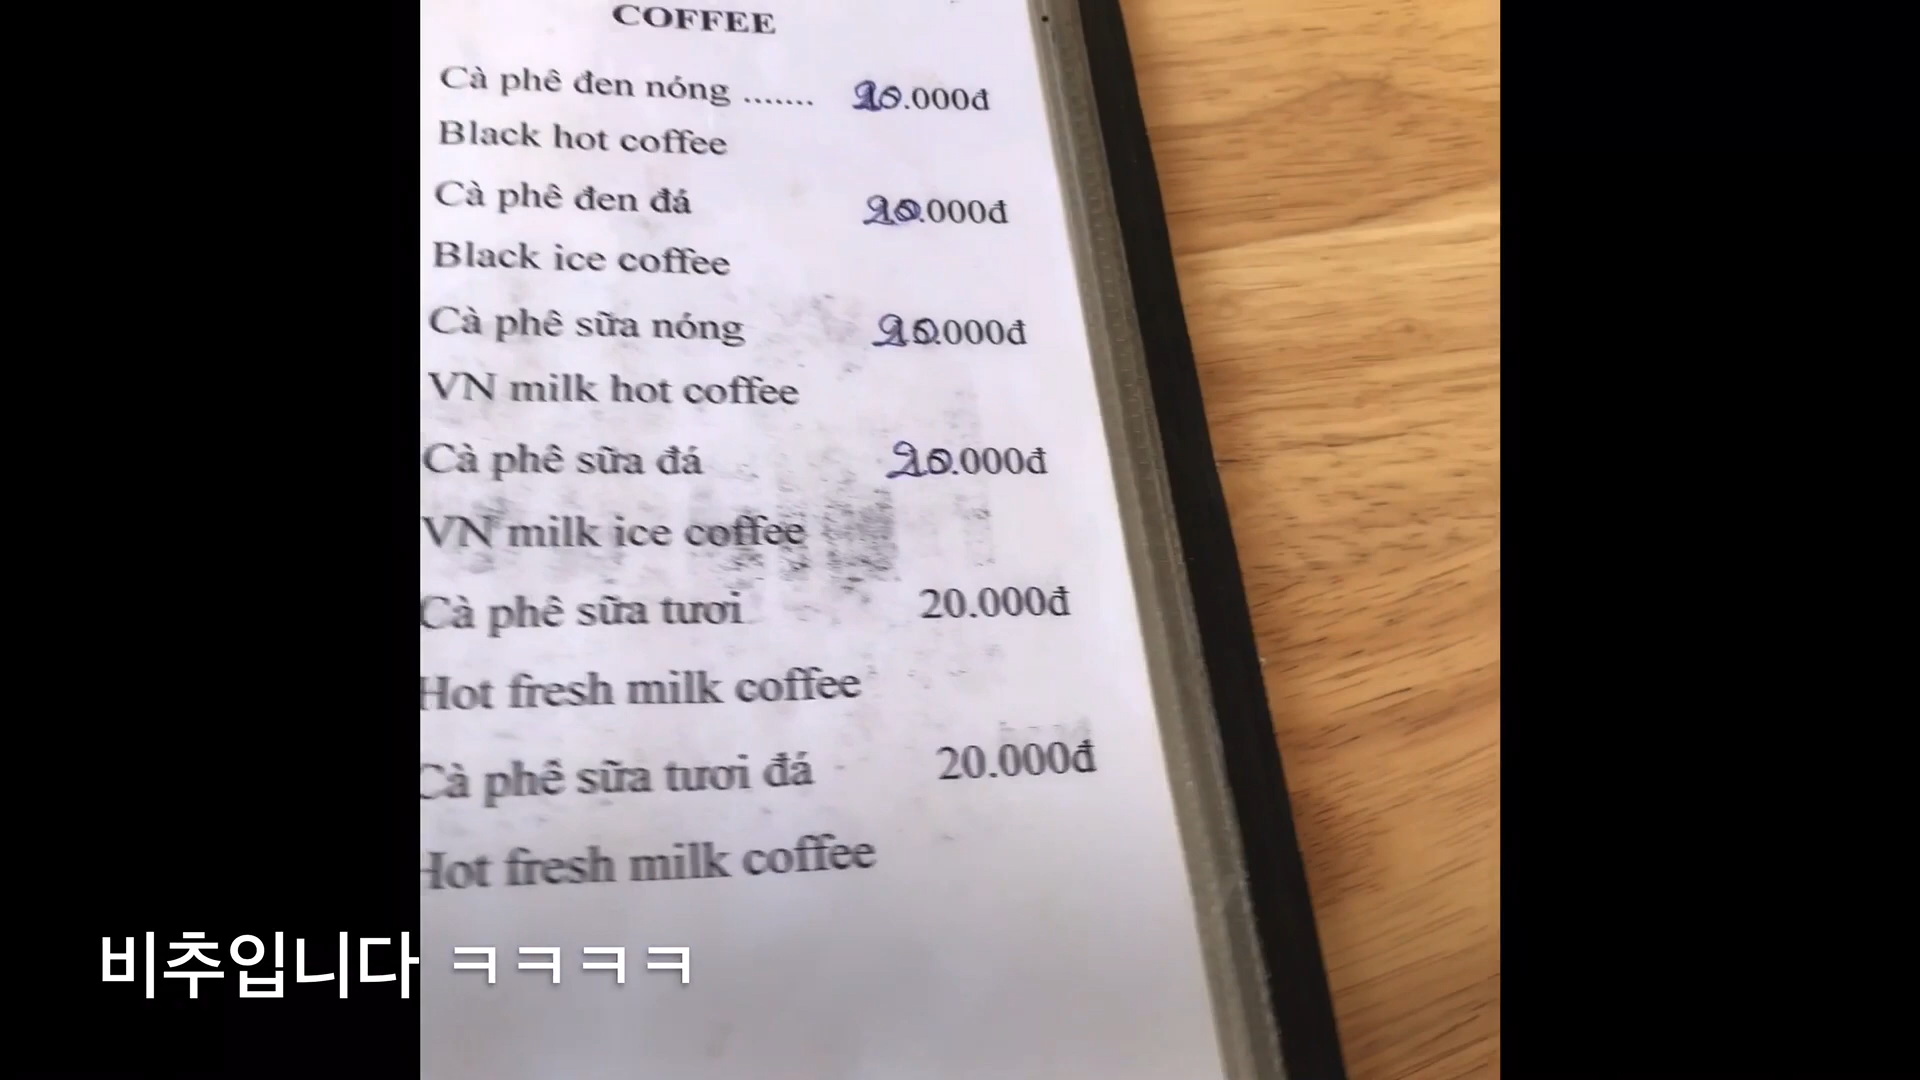 COFFEE
Cà phê đen nóng ....... 20.000đ
Black hot coffee
Cà phê đen đá 20.000đ
Black ice coffee
Cà phê sữa nóng 20.000đ
VN milk hot coffee
Cà phê sữa đá 20.000đ
VN milk ice coffee
Cà phê sữa tươi 20.000đ
Hot fresh milk coffee
Cà phê sữa tươi đá 20.000đ
Hot fresh milk coffee
비추입니다 ㅋㅋㅋㅋ